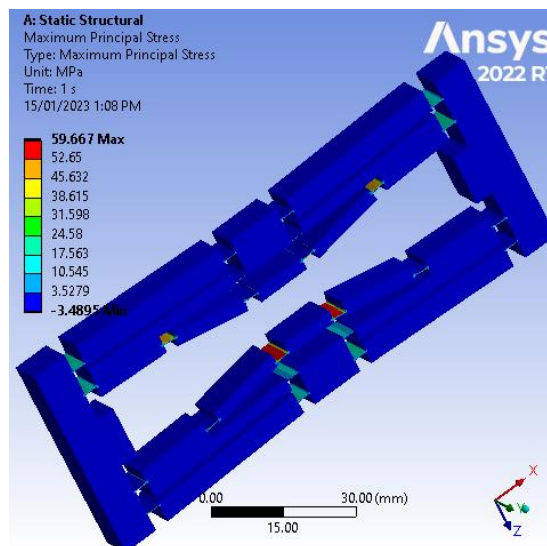 A: Static Structural
Maximum Principal Stress
Type: Maximum Principal Stress
Unit: MPa
Time: 1 s
15/01/2023 1:08 PM
Ansys
2022 R
59.667 Max
52.65
45.632
38.615
31.598
24.58
17.563
10.545
3.5279
-3.4895 Min
0.00
30.00 (mm)
15.00
X
Y
Z